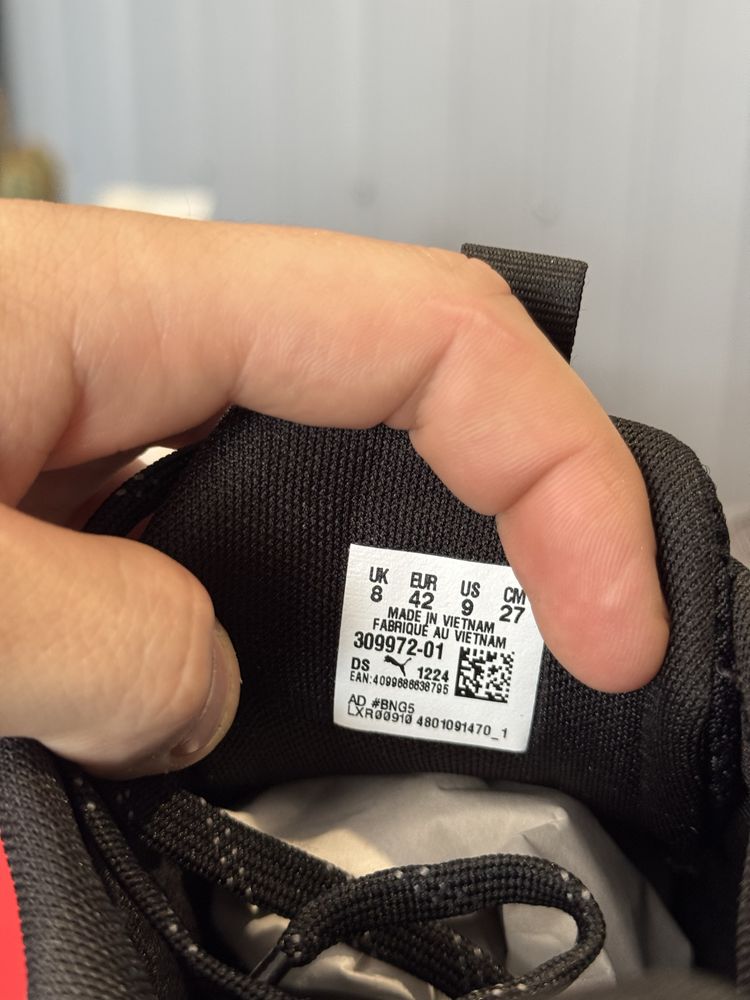 UK EUR US CM
8 42 9 27
MADE IN VIETNAM
FABRIQUÉ AU VIETNAM
309972-01
DS 1224
EAN:4099686638795
AD #BNG5
LXR00910 4801091470_1